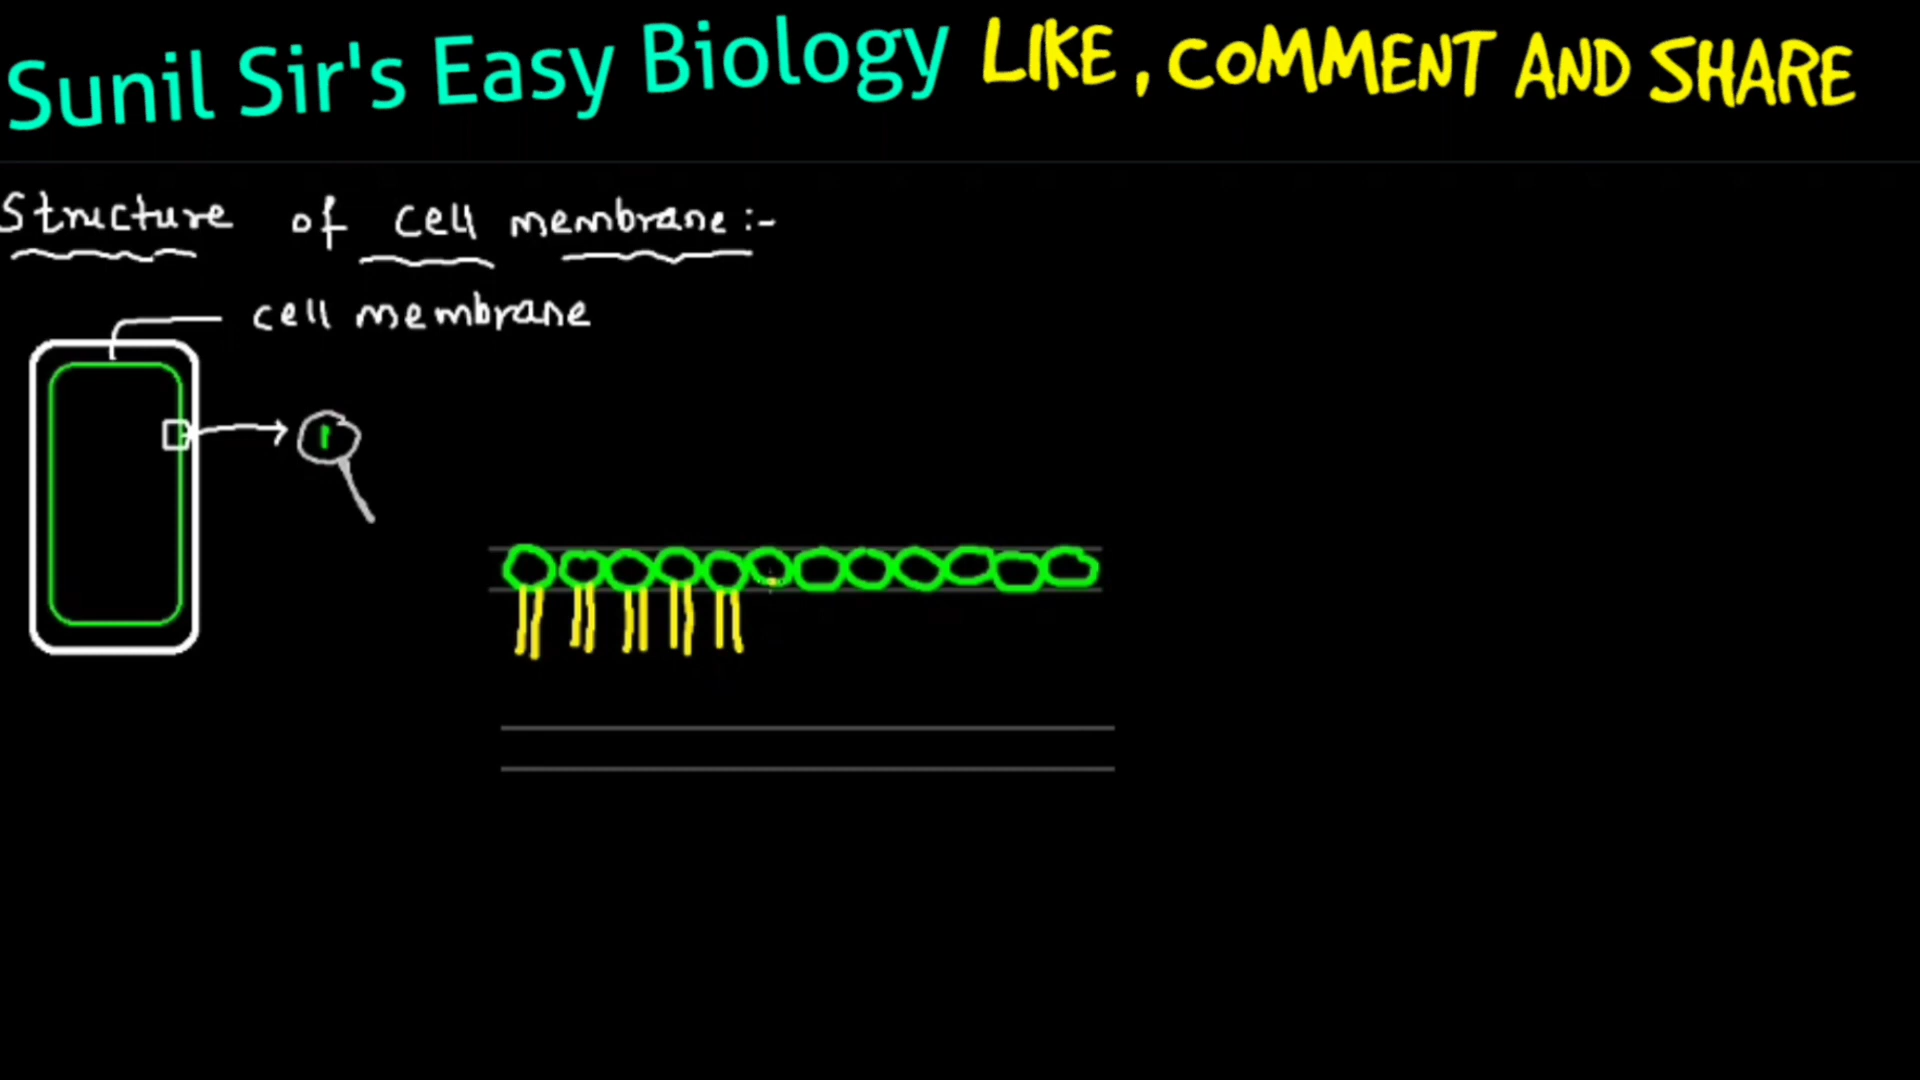 Sunil Sir's Easy Biology LIKE, COMMENT AND SHARE
Structure of cell membrane:-
cell membrane